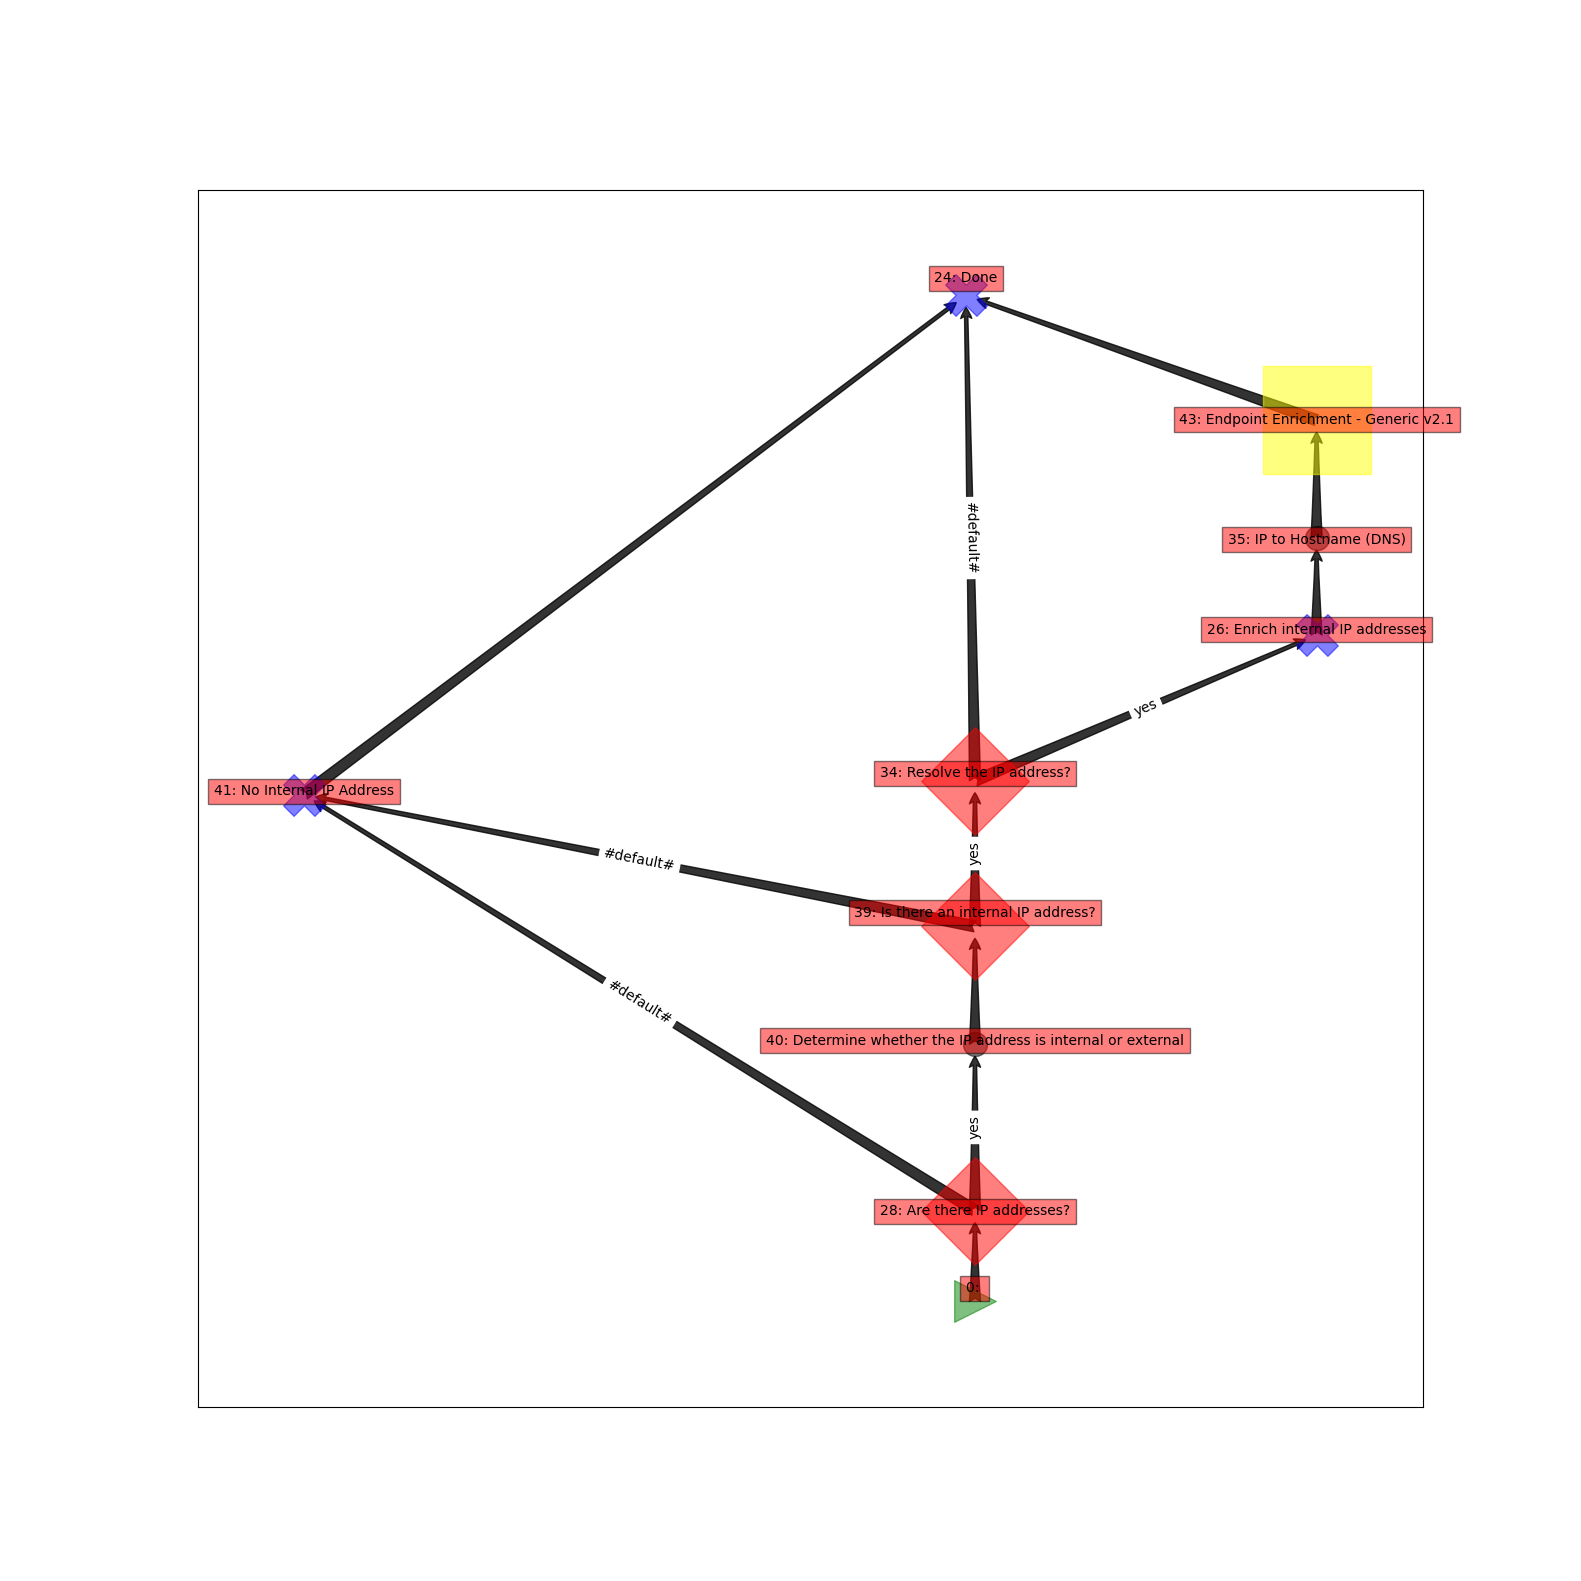 24: Done
43: Endpoint Enrichment - Generic v2.1
#default#
35: IP to Hostname (DNS)
26: Enrich internal IP addresses
yes
34: Resolve the IP address?
41: No Internal IP Address
yes
#default#
39: Is there an internal IP address?
#default#
40: Determine whether the IP address is internal or external
yes
28: Are there IP addresses?
0: